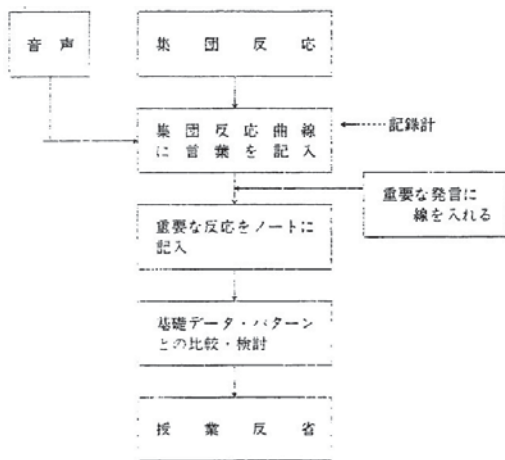 音声
集団反応
集団反応曲線
に言葉を記入
記録計
重要な発言に
線を入れる
重要な反応をノートに
記入
基礎データ・パターン
との比較・検討
授業反省